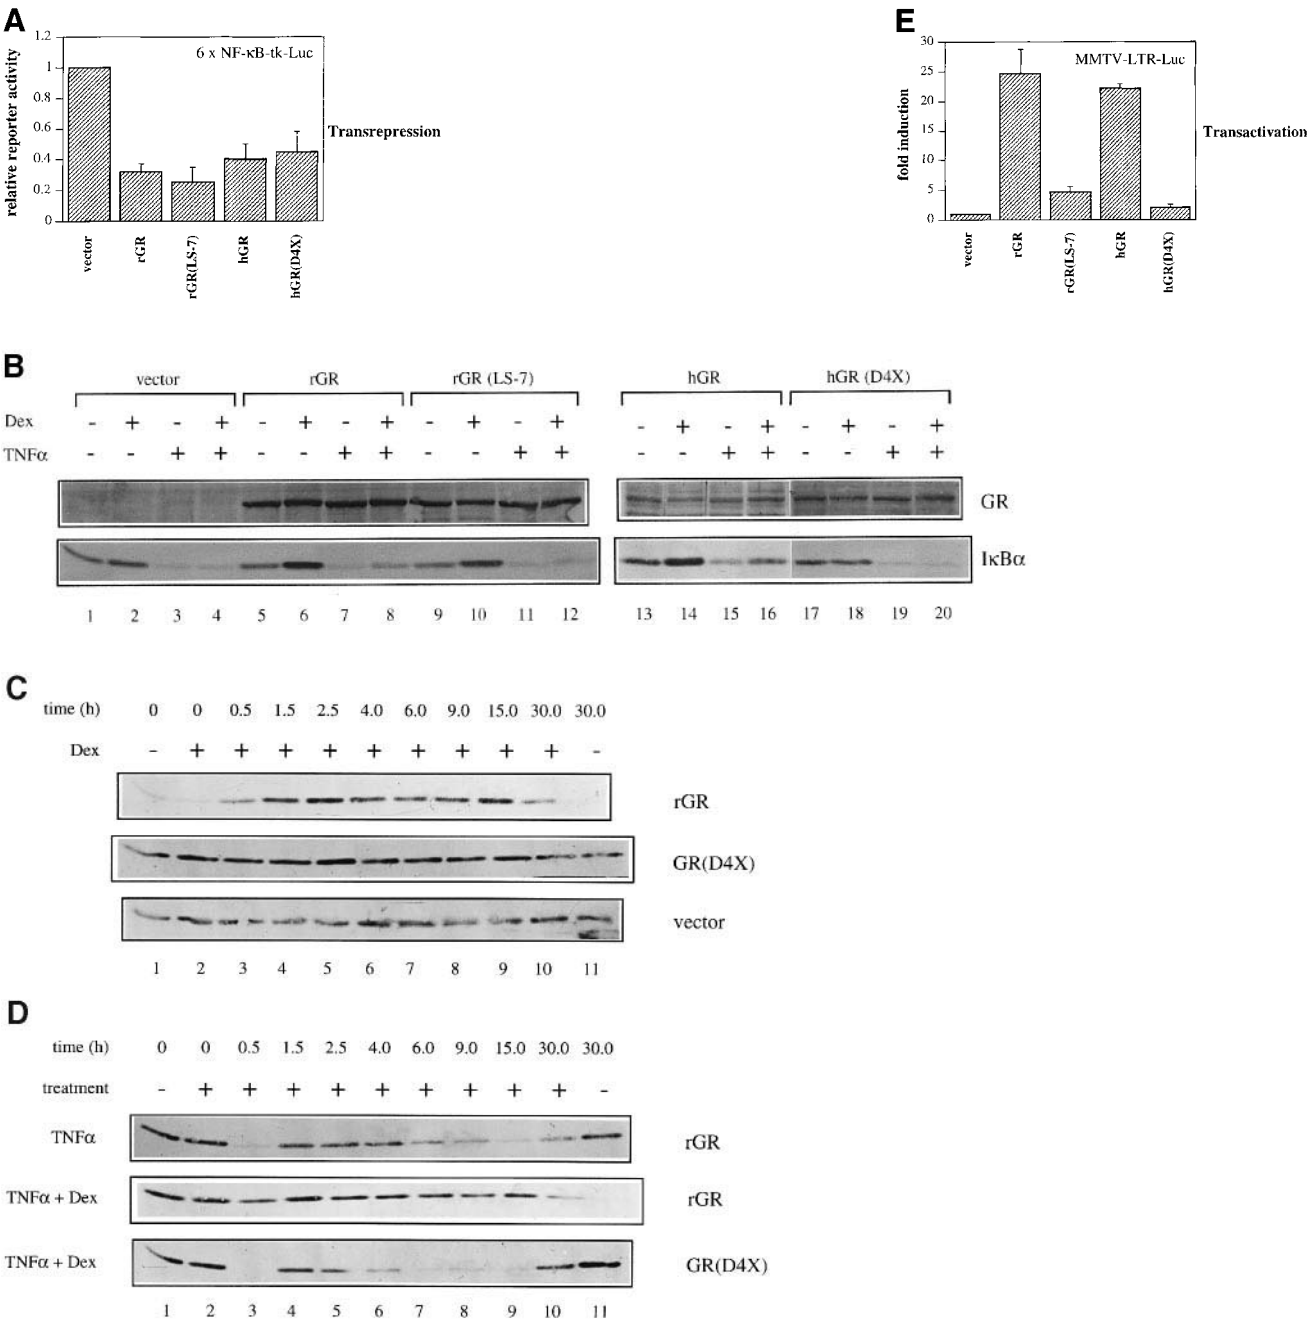 A
1.2
1
0.8
0.6
0.4
0.2
0
relative reporter activity
6 x NF-κB-tk-Luc
Transrepression
vector
rGR
rGR(LS-7)
hGR
hGR(D4X)
E
30
25
20
15
10
5
0
fold induction
MMTV-LTR-Luc
Transactivation
vector
rGR
rGR(LS-7)
hGR
hGR(D4X)
B
vector rGR rGR (LS-7) hGR hGR (D4X)
Dex - + - + - + - + - + - + - + - + - + - +
TNFα - - + + - - + + - - + + - - + + - - + +
GR
IκBα
1 2 3 4 5 6 7 8 9 10 11 12 13 14 15 16 17 18 19 20
C
time (h) 0 0 0.5 1.5 2.5 4.0 6.0 9.0 15.0 30.0 30.0
Dex - + + + + + + + + + -
rGR
GR(D4X)
vector
1 2 3 4 5 6 7 8 9 10 11
D
time (h) 0 0 0.5 1.5 2.5 4.0 6.0 9.0 15.0 30.0 30.0
treatment - + + + + + + + + + -
TNFα rGR
TNFα + Dex rGR
TNFα + Dex GR(D4X)
1 2 3 4 5 6 7 8 9 10 11